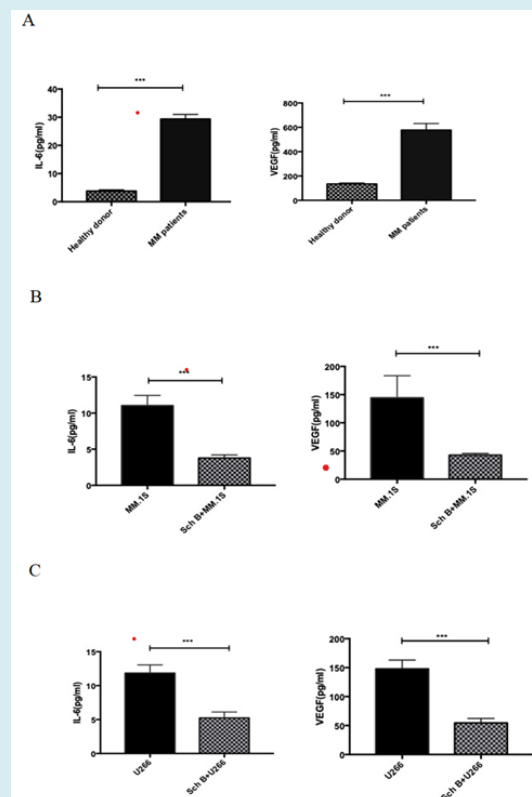 A
***
40
30
20
10
0
IL-6(pg/ml)
Healthy donor
MM patients
***
800
600
400
200
0
VEGF(pg/ml)
Healthy donor
MM patients
B
***
15
10
5
0
IL-6(pg/ml)
MM.1S
Sch B+MM.1S
***
200
150
100
50
0
VEGF(pg/ml)
MM.1S
Sch B+MM.1S
C
***
15
10
5
0
IL-6(pg/ml)
U266
Sch B+U266
***
200
150
100
50
0
VEGF(pg/ml)
U266
Sch B+U266